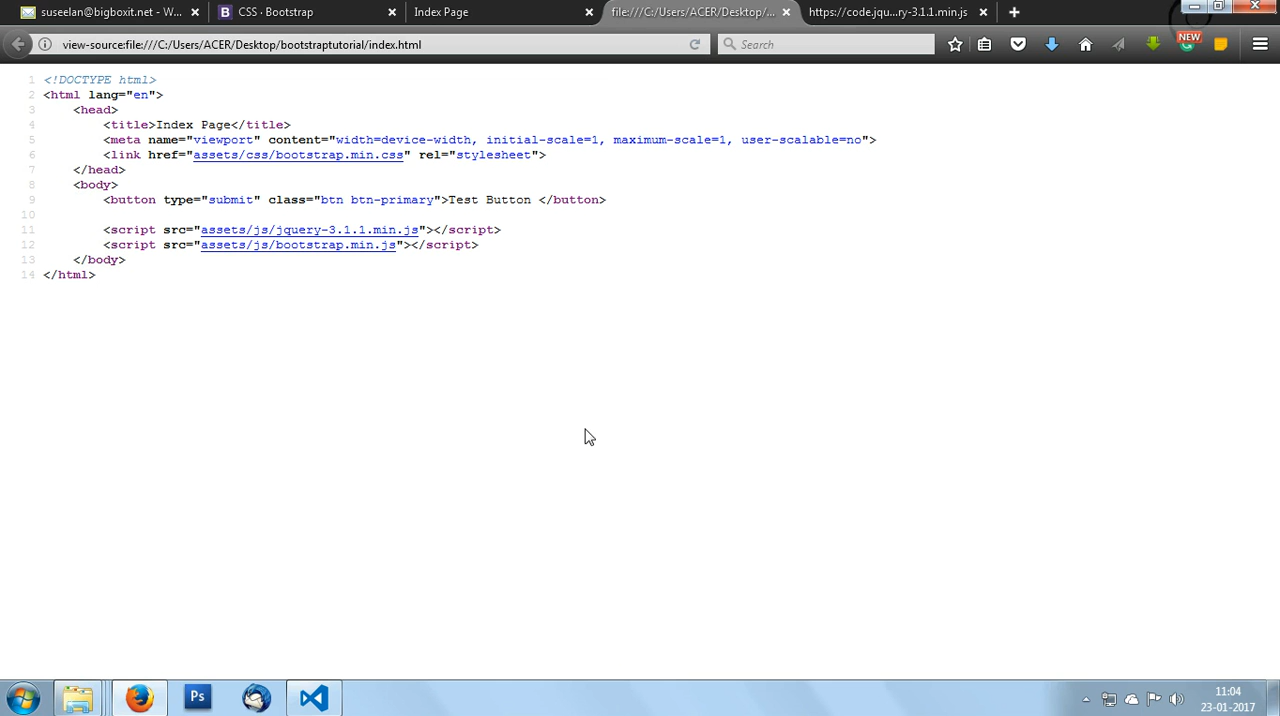 suseelan@bigboxit.net - W...
CSS · Bootstrap
Index Page
file:///C:/Users/ACER/Desktop/...
https://code.jqu...ry-3.1.1.min.js
view-source:file:///C:/Users/ACER/Desktop/bootstraptutorial/index.html
Search
NEW
1 <!DOCTYPE html>
2 <html lang="en">
3 <head>
4 <title>Index Page</title>
5 <meta name="viewport" content="width=device-width, initial-scale=1, maximum-scale=1, user-scalable=no">
6 <link href="assets/css/bootstrap.min.css" rel="stylesheet">
7 </head>
8 <body>
9 <button type="submit" class="btn btn-primary">Test Button </button>
10
11 <script src="assets/js/jquery-3.1.1.min.js"></script>
12 <script src="assets/js/bootstrap.min.js"></script>
13 </body>
14 </html>
Ps
11:04
23-01-2017